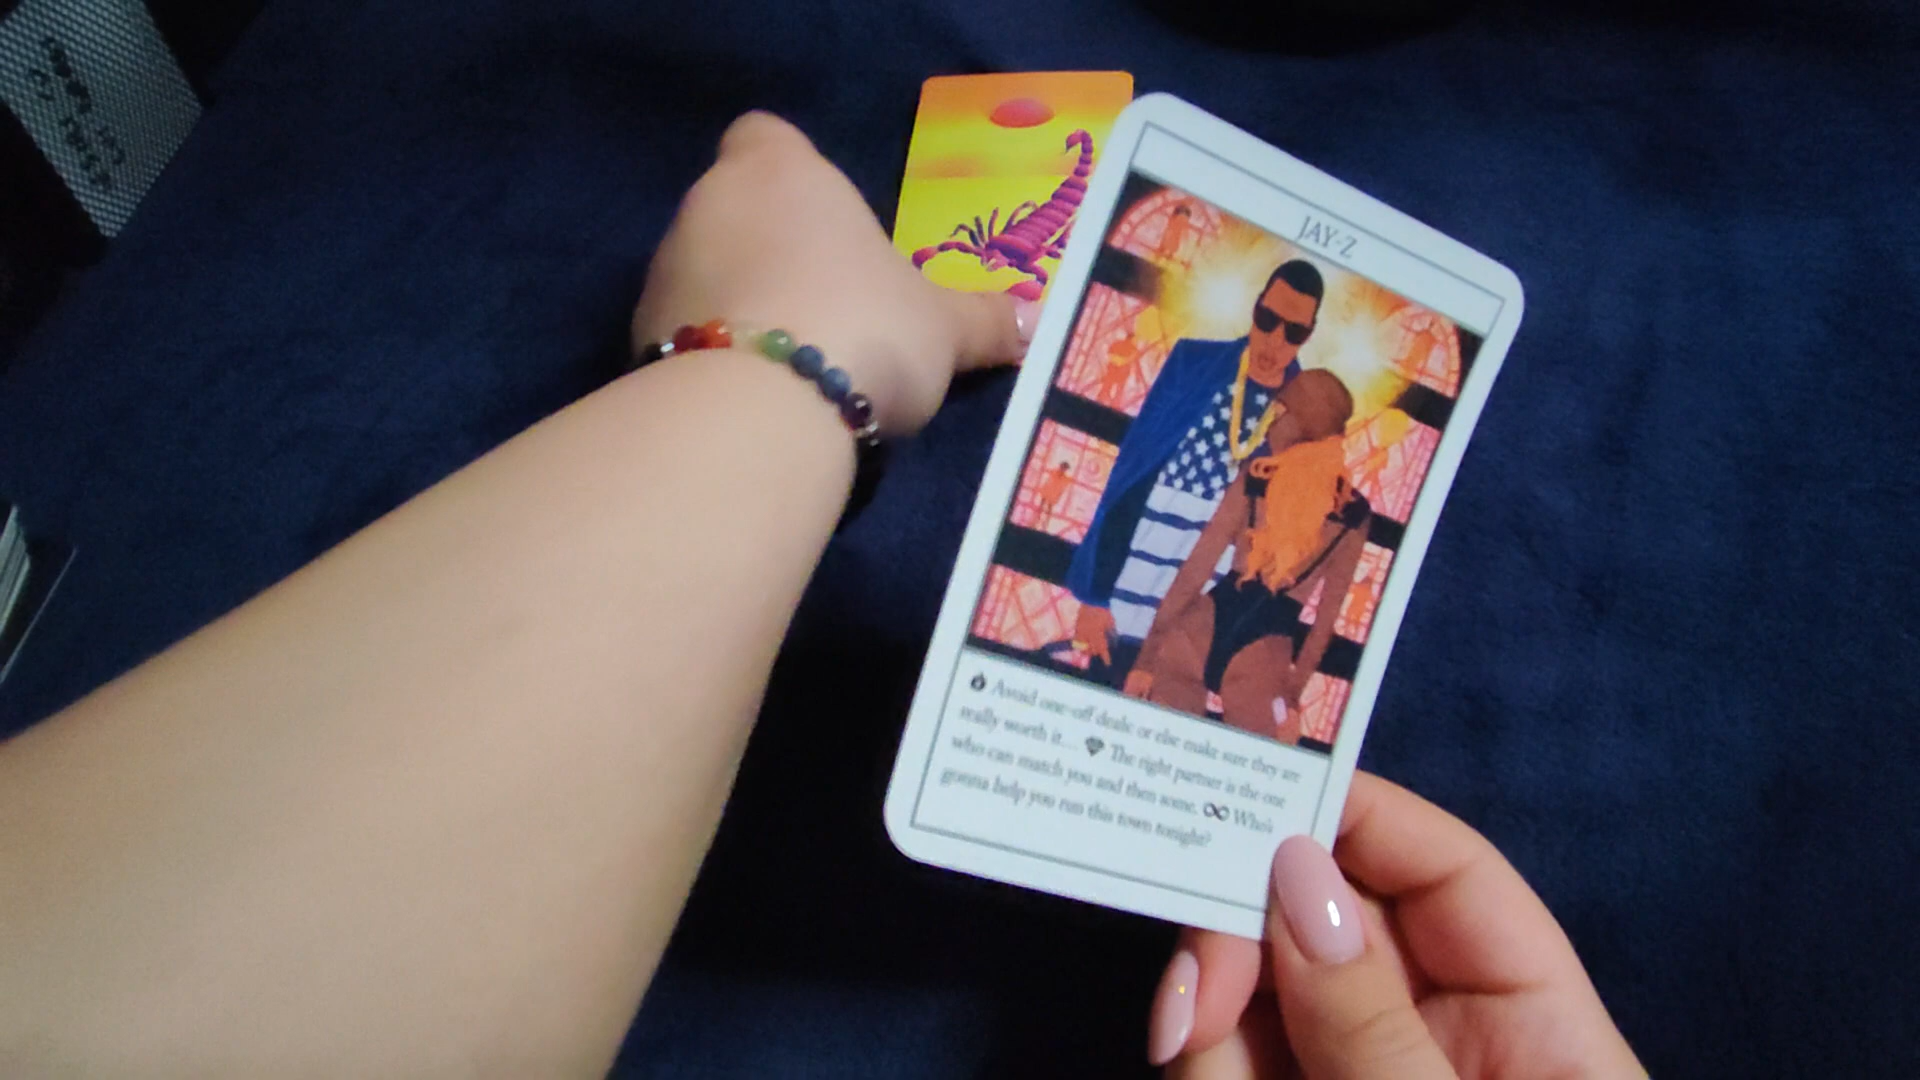 JAY-Z
Avoid one-off deals or else make sure they are
really worth it... The right partner is the one
who can match you and then some. ∞ Who's
gonna help you run this town tonight?